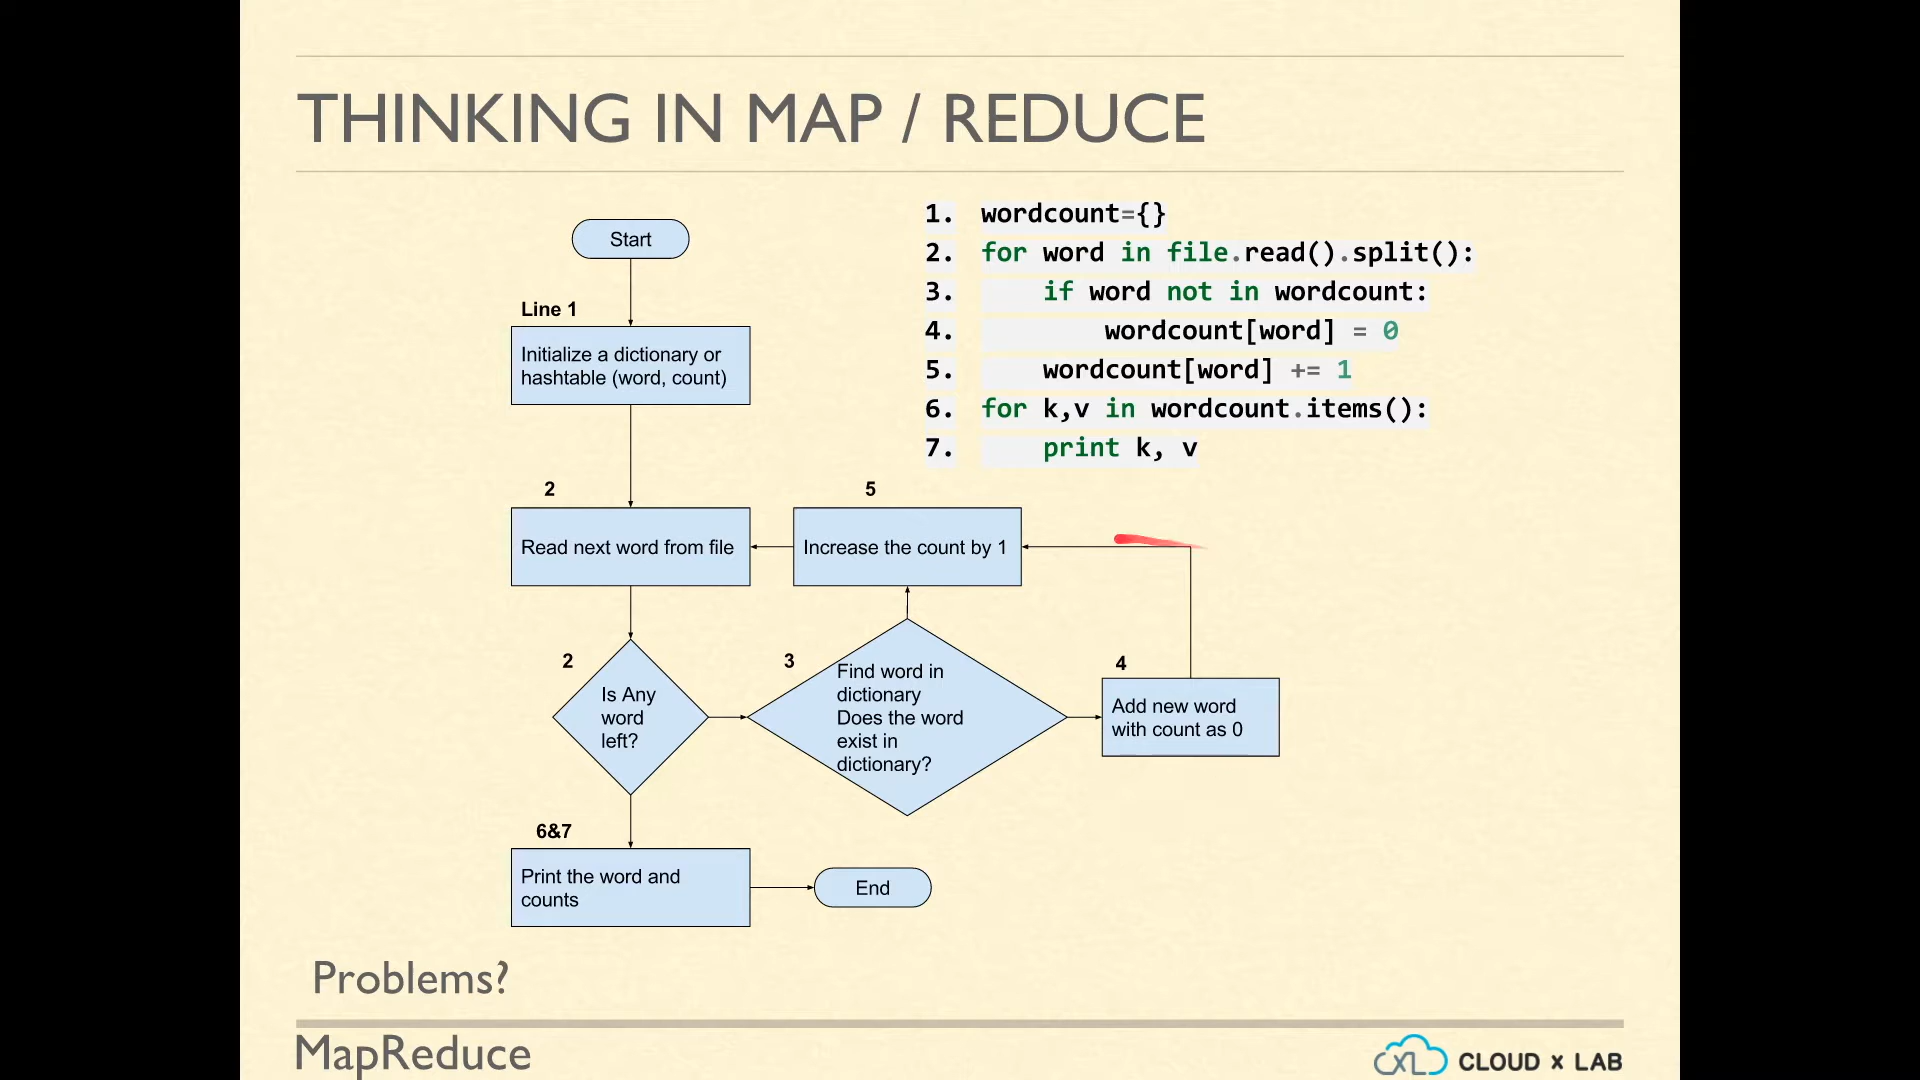 THINKING IN MAP / REDUCE
1. wordcount={}
2. for word in file.read().split():
3. if word not in wordcount:
4. wordcount[word] = 0
5. wordcount[word] += 1
6. for k,v in wordcount.items():
7. print k, v
Start
Line 1
Initialize a dictionary or
hashtable (word, count)
2
Read next word from file
5
Increase the count by 1
2
Is Any
word
left?
3
Find word in
dictionary
Does the word
exist in
dictionary?
4
Add new word
with count as 0
6&7
Print the word and
counts
End
Problems?
MapReduce
CXL CLOUD x LAB